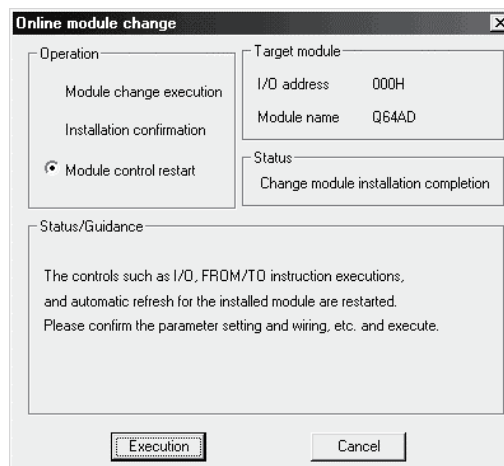 Online module change
Operation
Module change execution
Installation confirmation
Module control restart
Target module
I/O address 000H
Module name Q64AD
Status
Change module installation completion
Status/Guidance
The controls such as I/O, FROM/TO instruction executions,
and automatic refresh for the installed module are restarted.
Please confirm the parameter setting and wiring, etc. and execute.
Execution
Cancel